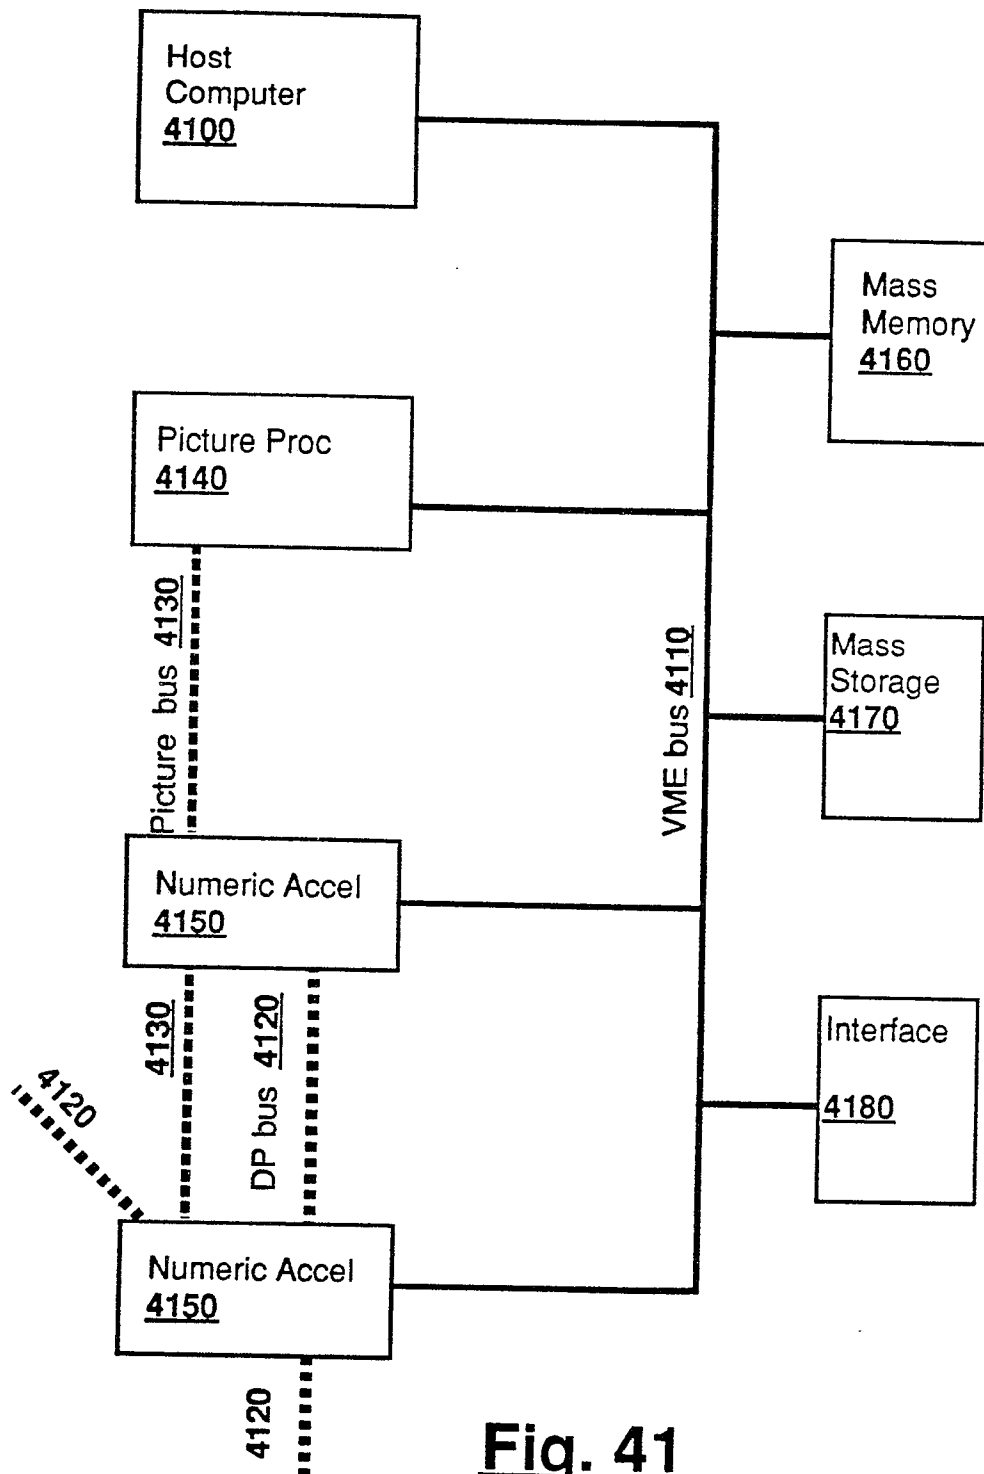 Host
Computer
4100
Mass
Memory
4160
Picture Proc
4140
Picture bus 4130
VME bus 4110
Mass
Storage
4170
Numeric Accel
4150
4130
DP bus 4120
4120
Interface
4180
Numeric Accel
4150
4120
Fig. 41